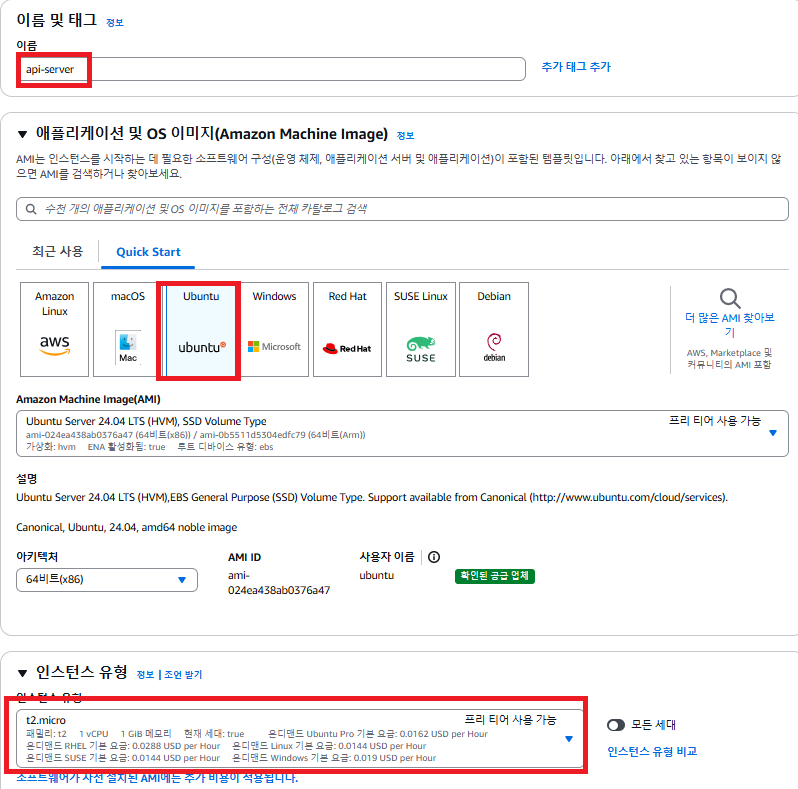 이름 및 태그 정보
이름
api-server
추가 태그 추가
애플리케이션 및 OS 이미지(Amazon Machine Image) 정보
AMI는 인스턴스를 시작하는 데 필요한 소프트웨어 구성(운영 체제, 애플리케이션 서버 및 애플리케이션)이 포함된 템플릿입니다. 아래에서 찾고 있는 항목이 보이지 않
으면 AMI를 검색하거나 찾아보세요.
수천 개의 애플리케이션 및 OS 이미지를 포함하는 전체 카탈로그 검색
최근 사용
Quick Start
Amazon
Linux
aws
macOS
Mac
Ubuntu
ubuntu
Windows
Microsoft
Red Hat
Red Hat
SUSE Linux
SUSE
Debian
debian
더 많은 AMI 찾아보
기
AWS, Marketplace 및
커뮤니티의 AMI 포함
Amazon Machine Image(AMI)
Ubuntu Server 24.04 LTS (HVM), SSD Volume Type
프리 티어 사용 가능
ami-024ea438ab0376a47 (64비트(x86)) / ami-0b5511d5304edfc79 (64비트(Arm))
가상화: hvm ENA 활성화됨: true 루트 디바이스 유형: ebs
설명
Ubuntu Server 24.04 LTS (HVM),EBS General Purpose (SSD) Volume Type. Support available from Canonical (http://www.ubuntu.com/cloud/services).
Canonical, Ubuntu, 24.04, amd64 noble image
아키텍처
64비트(x86)
AMI ID
ami-
024ea438ab0376a47
사용자 이름
ubuntu
확인된 공급 업체
인스턴스 유형 정보 | 조언 받기
인스턴스 유형
t2.micro
프리 티어 사용 가능
패밀리: t2 1 vCPU 1 GiB 메모리 현재 세대: true 온디맨드 Ubuntu Pro 기본 요금: 0.0162 USD per Hour
온디맨드 RHEL 기본 요금: 0.0288 USD per Hour 온디맨드 Linux 기본 요금: 0.0144 USD per Hour
온디맨드 SUSE 기본 요금: 0.0144 USD per Hour 온디맨드 Windows 기본 요금: 0.019 USD per Hour
모든 세대
인스턴스 유형 비교
소프트웨어가 사전 설치된 AMI에는 추가 비용이 적용됩니다.